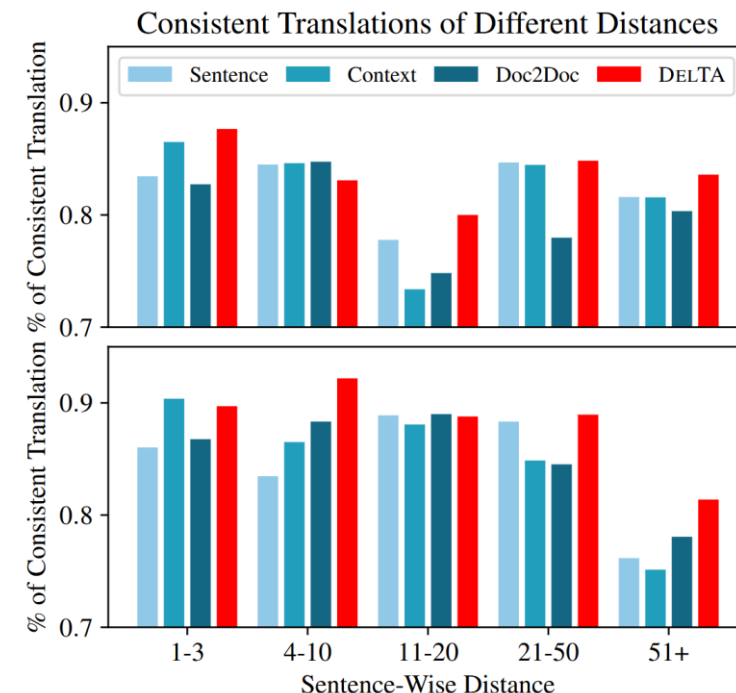 Consistent Translations of Different Distances
Sentence Context Doc2Doc DELTA
% of Consistent Translation
0.9
0.8
0.7
% of Consistent Translation
0.9
0.8
0.7
1-3 4-10 11-20 21-50 51+
Sentence-Wise Distance